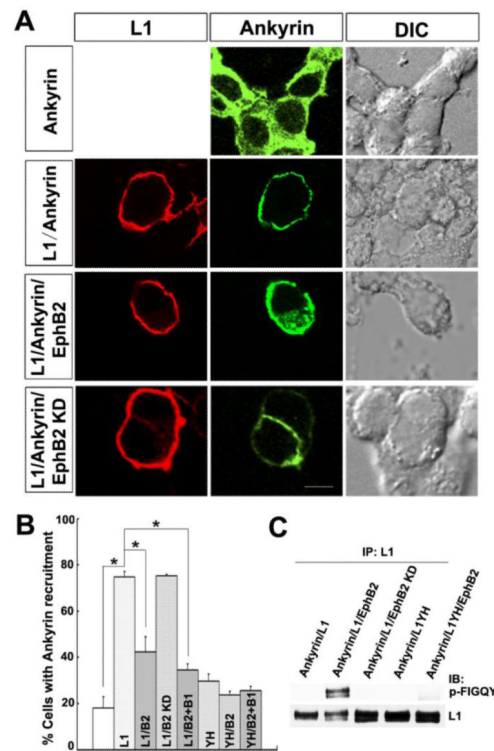 A
L1
Ankyrin
DIC
Ankyrin
L1/Ankyrin
L1/Ankyrin/
EphB2
L1/Ankyrin/
EphB2 KD
B
% Cells with Ankyrin recruitment
100
80
60
40
20
0
*
*
*
L1
L1/B2
L1/B2 KD
L1/B2+B1
YH
YH/B2
YH/B2+B1
C
IP: L1
Ankyrin/L1
Ankyrin/L1/EphB2
Ankyrin/L1/EphB2 KD
Ankyrin/L1YH
Ankyrin/L1YH/EphB2
IB:
p-FIGQY
L1